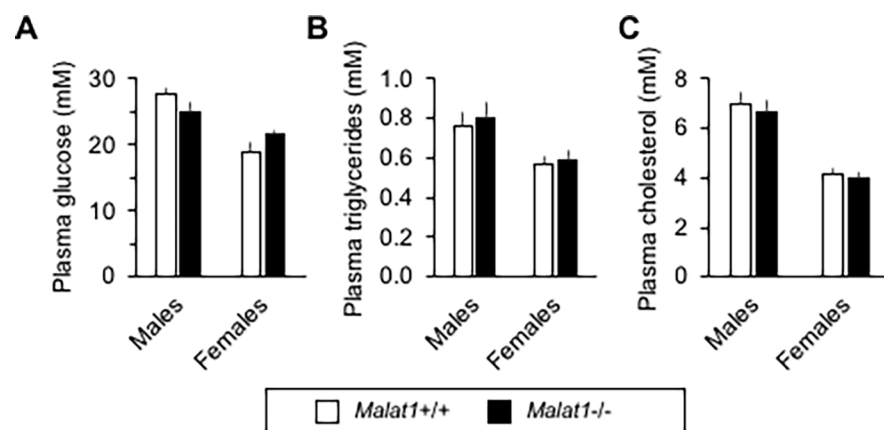 A
Plasma glucose (mM)
30
20
10
0
Males
Females
B
Plasma triglycerides (mM)
1.0
0.8
0.6
0.4
0.2
0.0
Males
Females
C
Plasma cholesterol (mM)
8
6
4
2
0
Males
Females
Malat1+/+
Malat1-/-